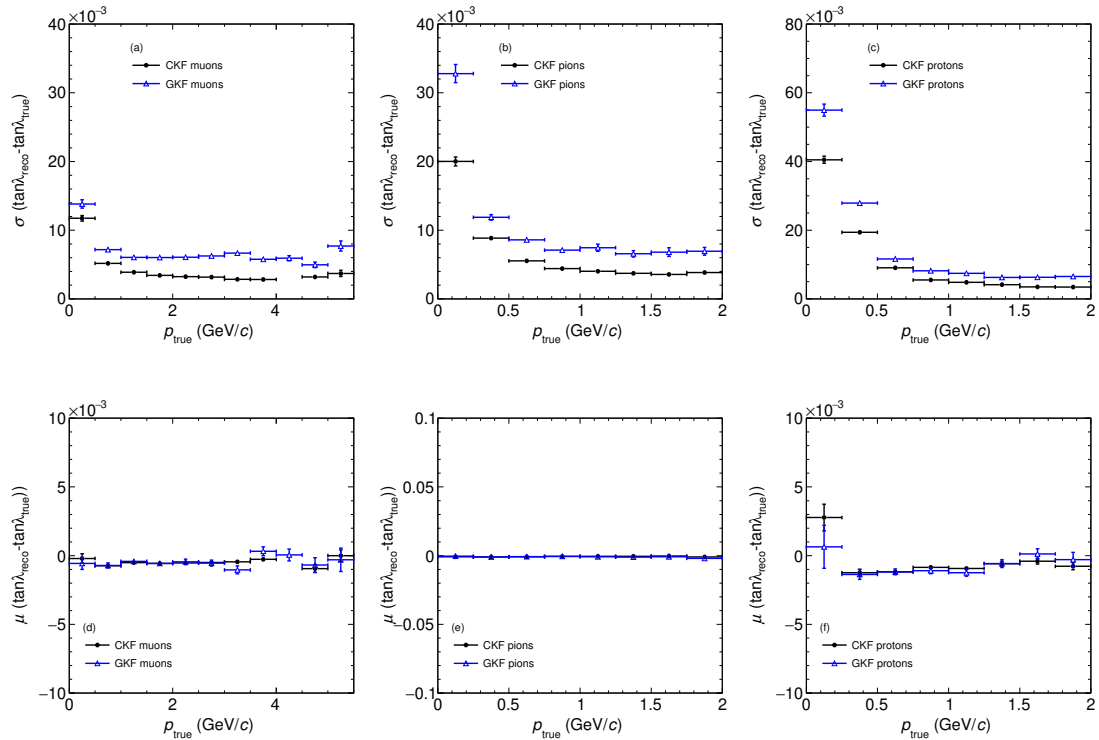 ×10⁻³
40
30
20
10
0
σ (tanλreco-tanλtrue)
(a)
CKF muons
GKF muons
0 2 4
ptrue (GeV/c)
×10⁻³
40
30
20
10
0
σ (tanλreco-tanλtrue)
(b)
CKF pions
GKF pions
0 0.5 1 1.5 2
ptrue (GeV/c)
×10⁻³
80
60
40
20
0
σ (tanλreco-tanλtrue)
(c)
CKF protons
GKF protons
0 0.5 1 1.5 2
ptrue (GeV/c)
×10⁻³
10
5
0
−5
−10
μ (tanλreco-tanλtrue))
(d)
CKF muons
GKF muons
0 2 4
ptrue (GeV/c)
0.1
0.05
0
−0.05
−0.1
μ (tanλreco-tanλtrue))
(e)
CKF pions
GKF pions
0 0.5 1 1.5 2
ptrue (GeV/c)
×10⁻³
10
5
0
−5
−10
μ (tanλreco-tanλtrue))
(f)
CKF protons
GKF protons
0 0.5 1 1.5 2
ptrue (GeV/c)